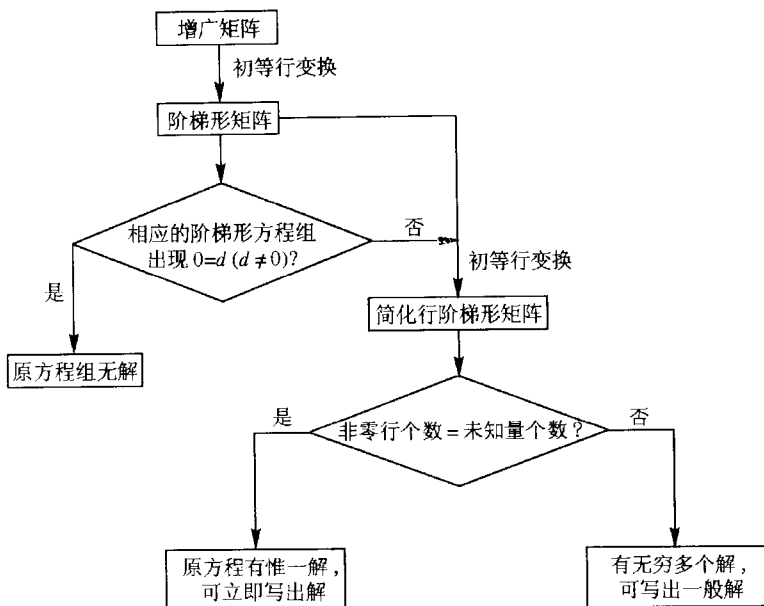 增广矩阵
初等行变换
阶梯形矩阵
相应的阶梯形方程组
出现 0=d (d≠0)?
否
是
初等行变换
简化行阶梯形矩阵
原方程组无解
非零行个数=未知量个数?
是
否
原方程有惟一解,
可立即写出解
有无穷多个解,
可写出一般解